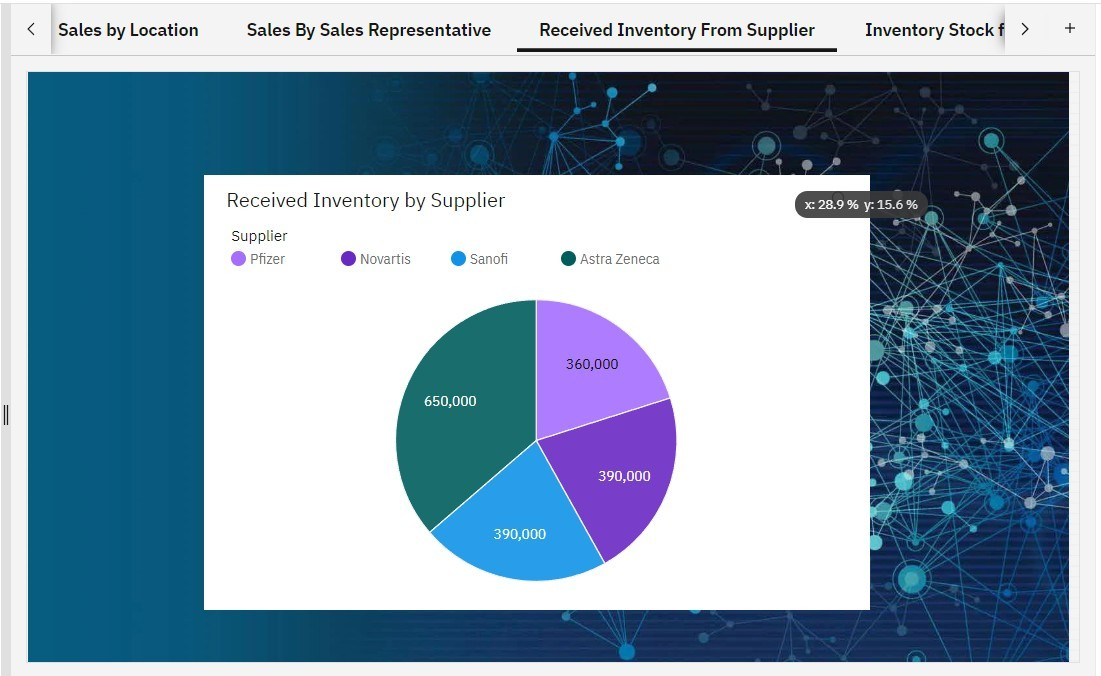 Sales by Location
Sales By Sales Representative
Received Inventory From Supplier
Inventory Stock f
Received Inventory by Supplier
x: 28.9 % y: 15.6 %
Supplier
Pfizer
Novartis
Sanofi
Astra Zeneca
360,000
650,000
390,000
390,000